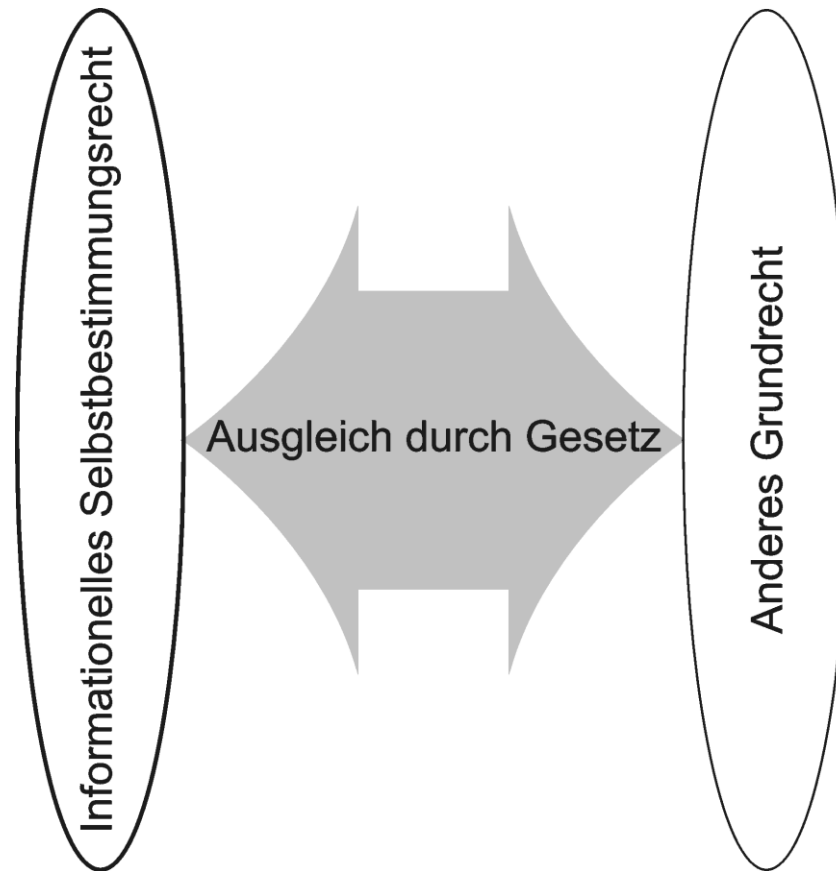 Informationelles Selbstbestimmungsrecht
Ausgleich durch Gesetz
Anderes Grundrecht